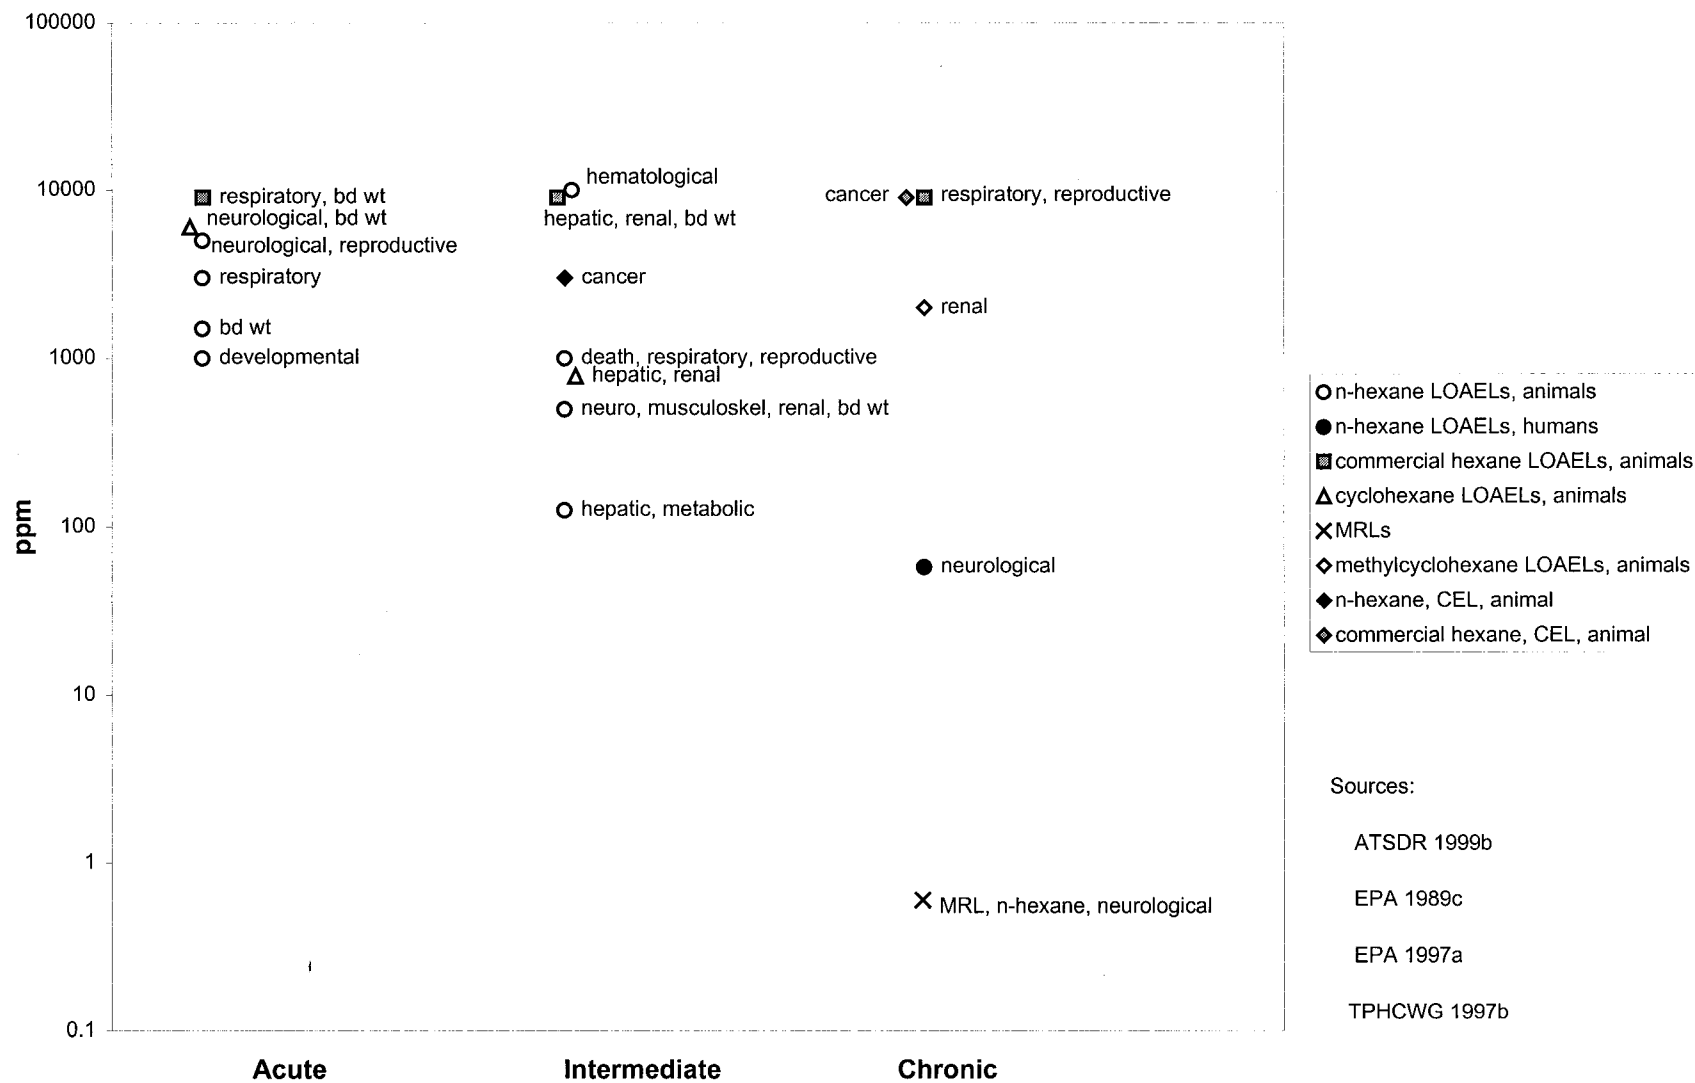 100000
10000
1000
100
10
1
0.1
ppm
respiratory, bd wt
neurological, bd wt
neurological, reproductive
respiratory
bd wt
developmental
hematological
hepatic, renal, bd wt
cancer
death, respiratory, reproductive
hepatic, renal
neuro, musculoskel, renal, bd wt
hepatic, metabolic
cancer
respiratory, reproductive
renal
neurological
MRL, n-hexane, neurological
Acute
Intermediate
Chronic
n-hexane LOAELs, animals
n-hexane LOAELs, humans
commercial hexane LOAELs, animals
cyclohexane LOAELs, animals
MRLs
methylcyclohexane LOAELs, animals
n-hexane, CEL, animal
commercial hexane, CEL, animal
Sources:
ATSDR 1999b
EPA 1989c
EPA 1997a
TPHCWG 1997b